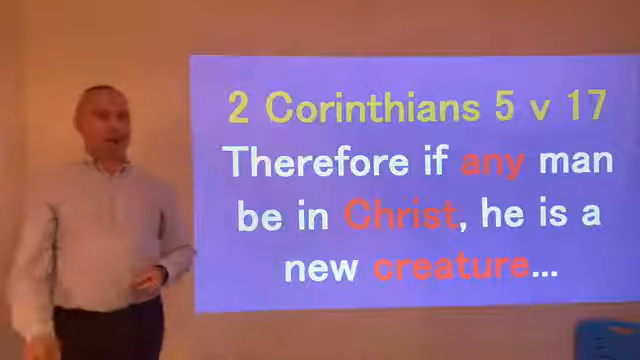 2 Corinthians 5 v 17
Therefore if any man
be in Christ, he is a
new creature...